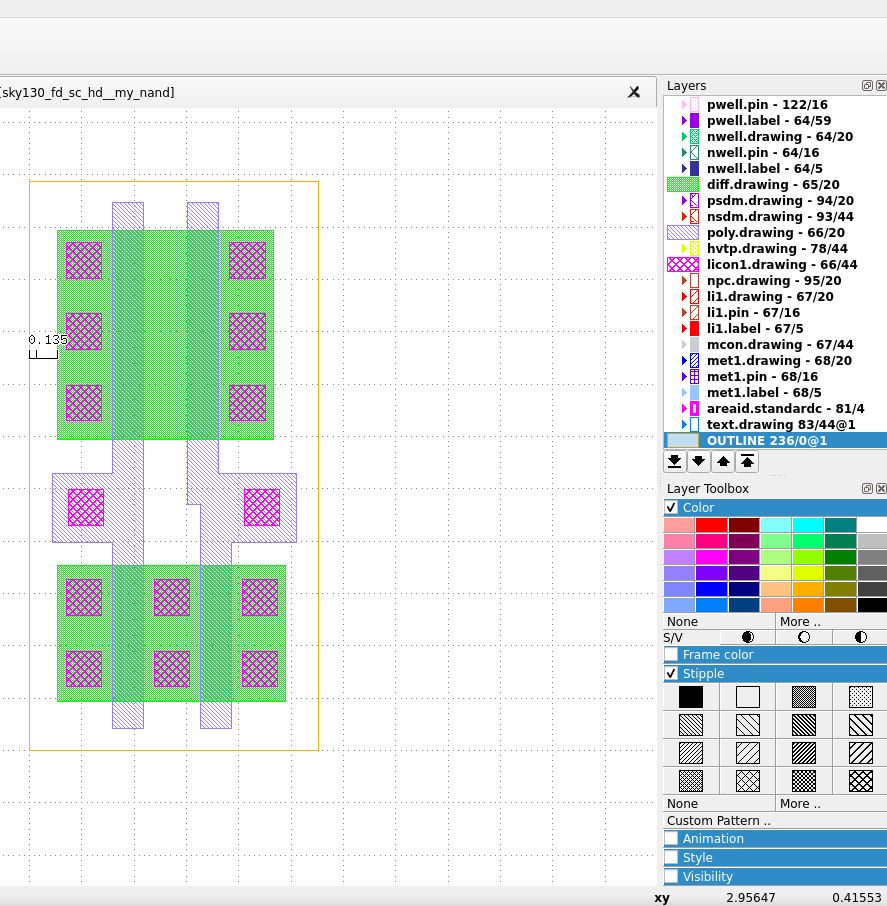 [sky130_fd_sc_hd__my_nand]
0.135
Layers
pwell.pin - 122/16
pwell.label - 64/59
nwell.drawing - 64/20
nwell.pin - 64/16
nwell.label - 64/5
diff.drawing - 65/20
psdm.drawing - 94/20
nsdm.drawing - 93/44
poly.drawing - 66/20
hvtp.drawing - 78/44
licon1.drawing - 66/44
npc.drawing - 95/20
li1.drawing - 67/20
li1.pin - 67/16
li1.label - 67/5
mcon.drawing - 67/44
met1.drawing - 68/20
met1.pin - 68/16
met1.label - 68/5
areaid.standardc - 81/4
text.drawing 83/44@1
OUTLINE 236/0@1
Layer Toolbox
Color
None More ..
S/V
Frame color
Stipple
None More ..
Custom Pattern ..
Animation
Style
Visibility
xy 2.95647 0.41553